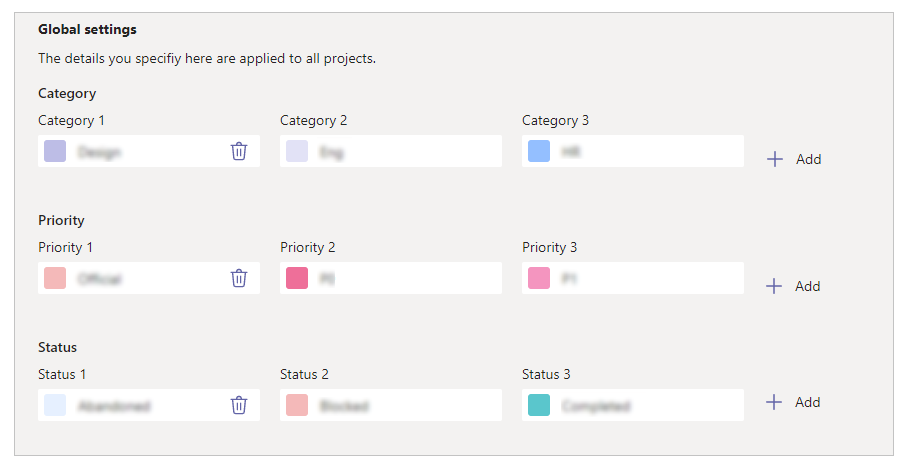 Global settings
The details you specifiy here are applied to all projects.
Category
Category 1 Category 2 Category 3
Design Eng HR
Add
Priority
Priority 1 Priority 2 Priority 3
Official P0 P1
Add
Status
Status 1 Status 2 Status 3
Abandoned Blocked Completed
Add